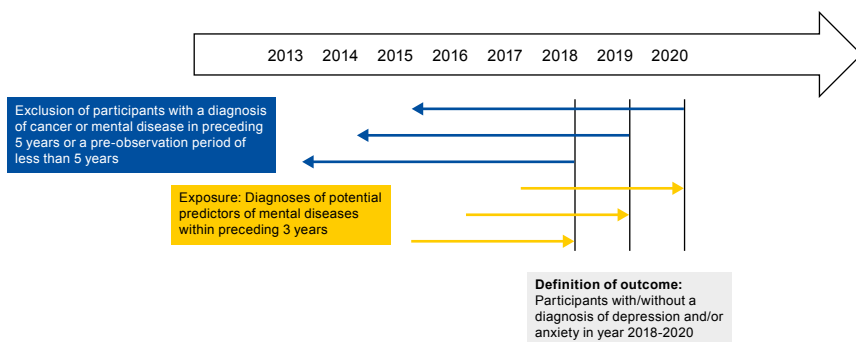 2013 2014 2015 2016 2017 2018 2019 2020
Exclusion of participants with a diagnosis
of cancer or mental disease in preceding
5 years or a pre-observation period of
less than 5 years
Exposure: Diagnoses of potential
predictors of mental diseases
within preceding 3 years
Definition of outcome:
Participants with/without a
diagnosis of depression and/or
anxiety in year 2018-2020